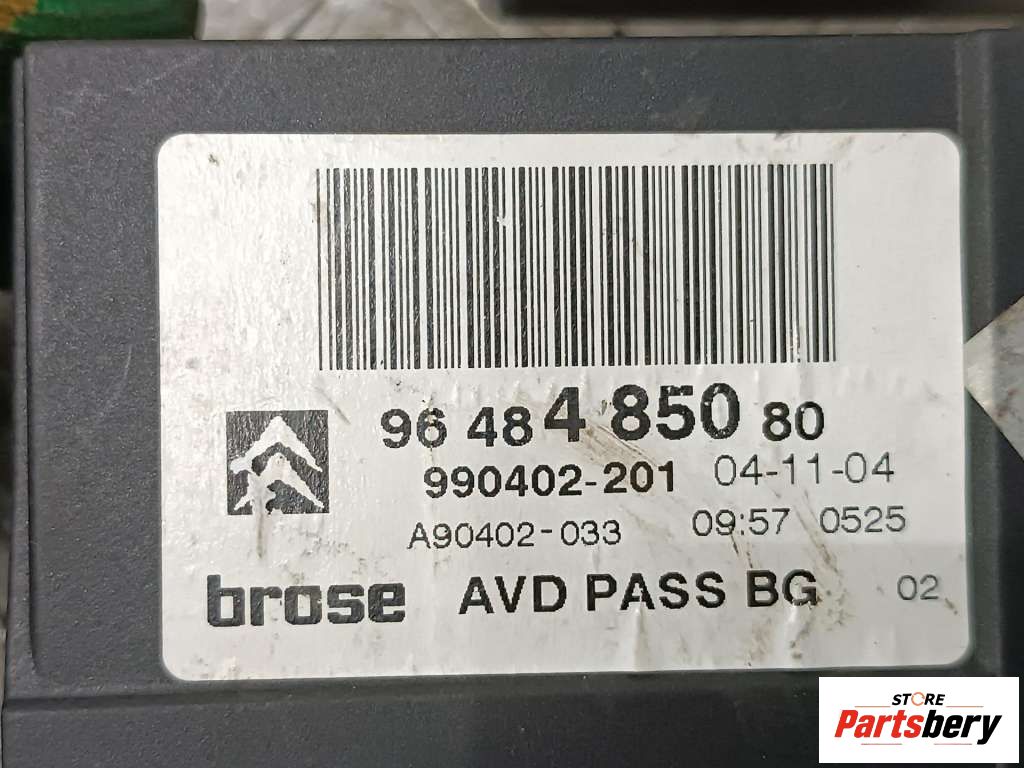 96 48 4 850 80
990402-201 04-11-04
A90402-033 09:57 0525
brose AVD PASS BG 02
STORE
Partsbery